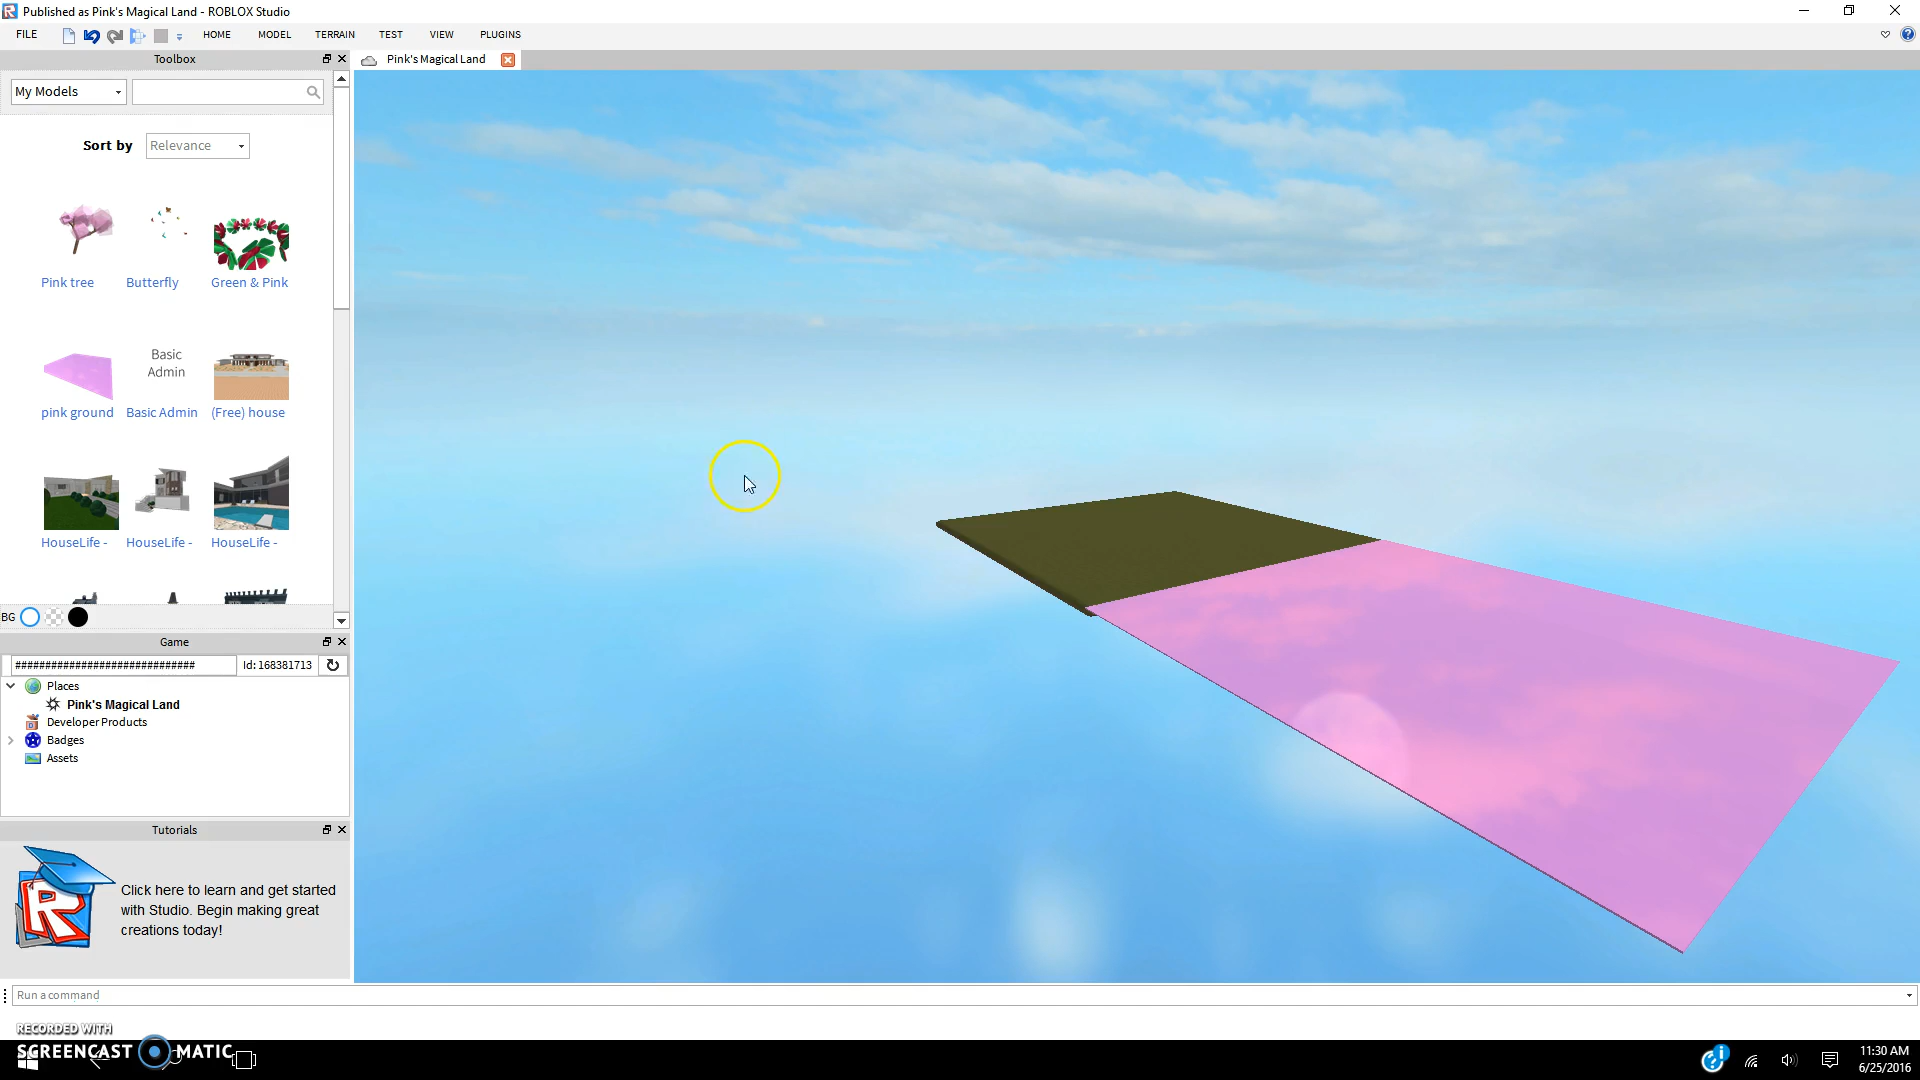 Published as Pink's Magical Land - ROBLOX Studio
FILE HOME MODEL TERRAIN TEST VIEW PLUGINS
Toolbox
Pink's Magical Land
My Models
Sort by Relevance
Pink tree Butterfly Green & Pink
Basic
Admin
pink ground Basic Admin (Free) house
HouseLife - HouseLife - HouseLife -
BG
Game
############################## Id: 168381713
Places
Pink's Magical Land
Developer Products
Badges
Assets
Tutorials
Click here to learn and get started
with Studio. Begin making great
creations today!
Run a command
RECORDED WITH
SCREENCAST MATIC
11:30 AM
6/25/2016